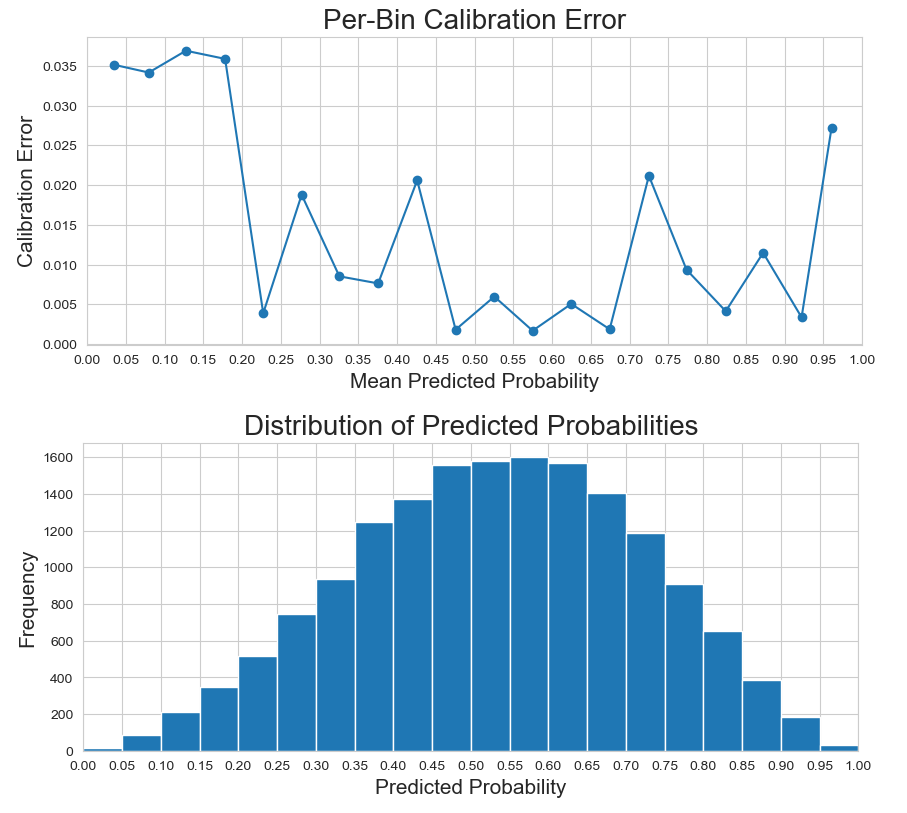 Per-Bin Calibration Error
0.035
0.030
0.025
0.020
0.015
0.010
0.005
0.000
Calibration Error
0.00 0.05 0.10 0.15 0.20 0.25 0.30 0.35 0.40 0.45 0.50 0.55 0.60 0.65 0.70 0.75 0.80 0.85 0.90 0.95 1.00
Mean Predicted Probability
Distribution of Predicted Probabilities
1600
1400
1200
1000
800
600
400
200
0
Frequency
0.00 0.05 0.10 0.15 0.20 0.25 0.30 0.35 0.40 0.45 0.50 0.55 0.60 0.65 0.70 0.75 0.80 0.85 0.90 0.95 1.00
Predicted Probability